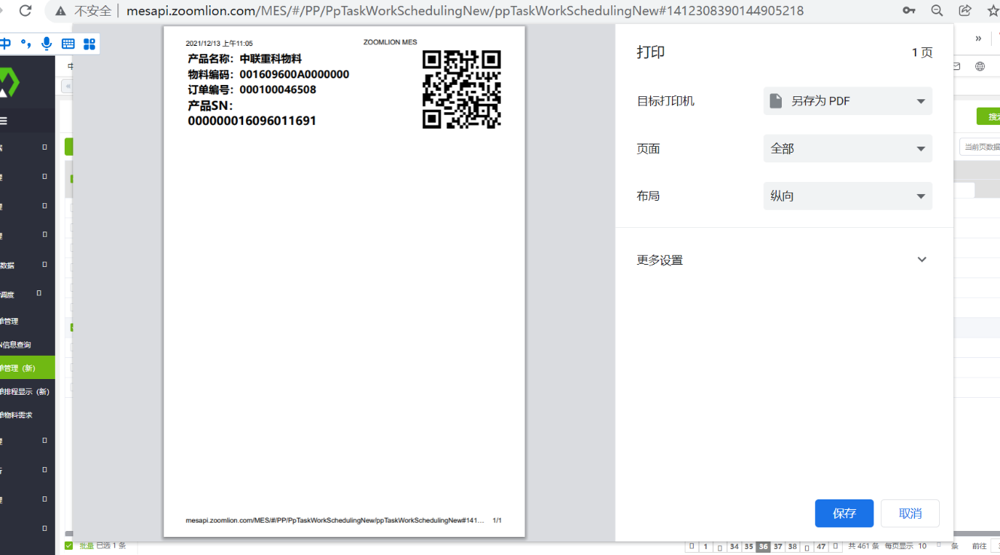 不安全 mesapi.zoomlion.com/MES/#/PP/PpTaskWorkSchedulingNew/ppTaskWorkSchedulingNew#1412308390144905218
中
2021/12/13 上午11:05 ZOOMLION MES
产品名称：中联重科物料
物料编码：001609600A0000000
订单编号：000100046508
产品SN：
000000016096011691
mesapi.zoomlion.com/MES/#/PP/PpTaskWorkSchedulingNew/ppTaskWorkSchedulingNew#141... 1/1
打印 1 页
目标打印机 另存为 PDF
页面 全部
布局 纵向
更多设置
保存 取消
»
当前页数据
数据
调度
单管理
N信息查询
单管理（新）
单排程显示（新）
单物料需求
批量 已选 1 条
1 34 35 36 37 38 47 共 461 条 每页显示 10 条 前往